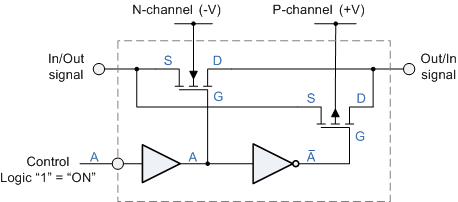 N-channel (-V)
P-channel (+V)
In/Out
signal
S
D
Out/In
signal
G
S
D
G
Control
A
A
A̅
Logic “1” = “ON”